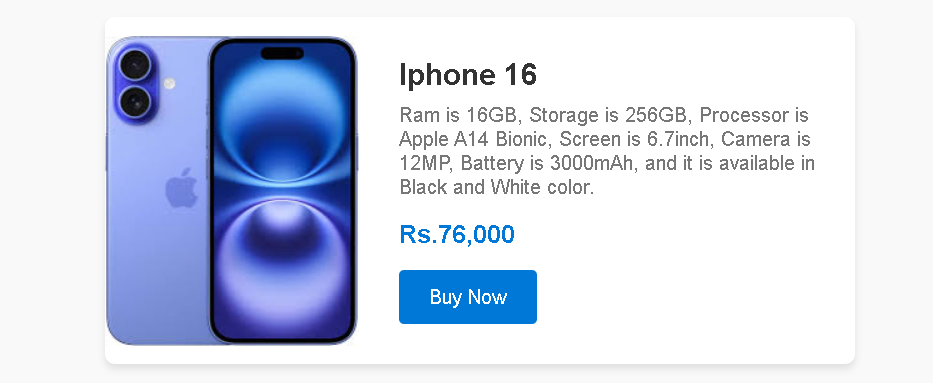 Iphone 16
Ram is 16GB, Storage is 256GB, Processor is
Apple A14 Bionic, Screen is 6.7inch, Camera is
12MP, Battery is 3000mAh, and it is available in
Black and White color.
Rs.76,000
Buy Now